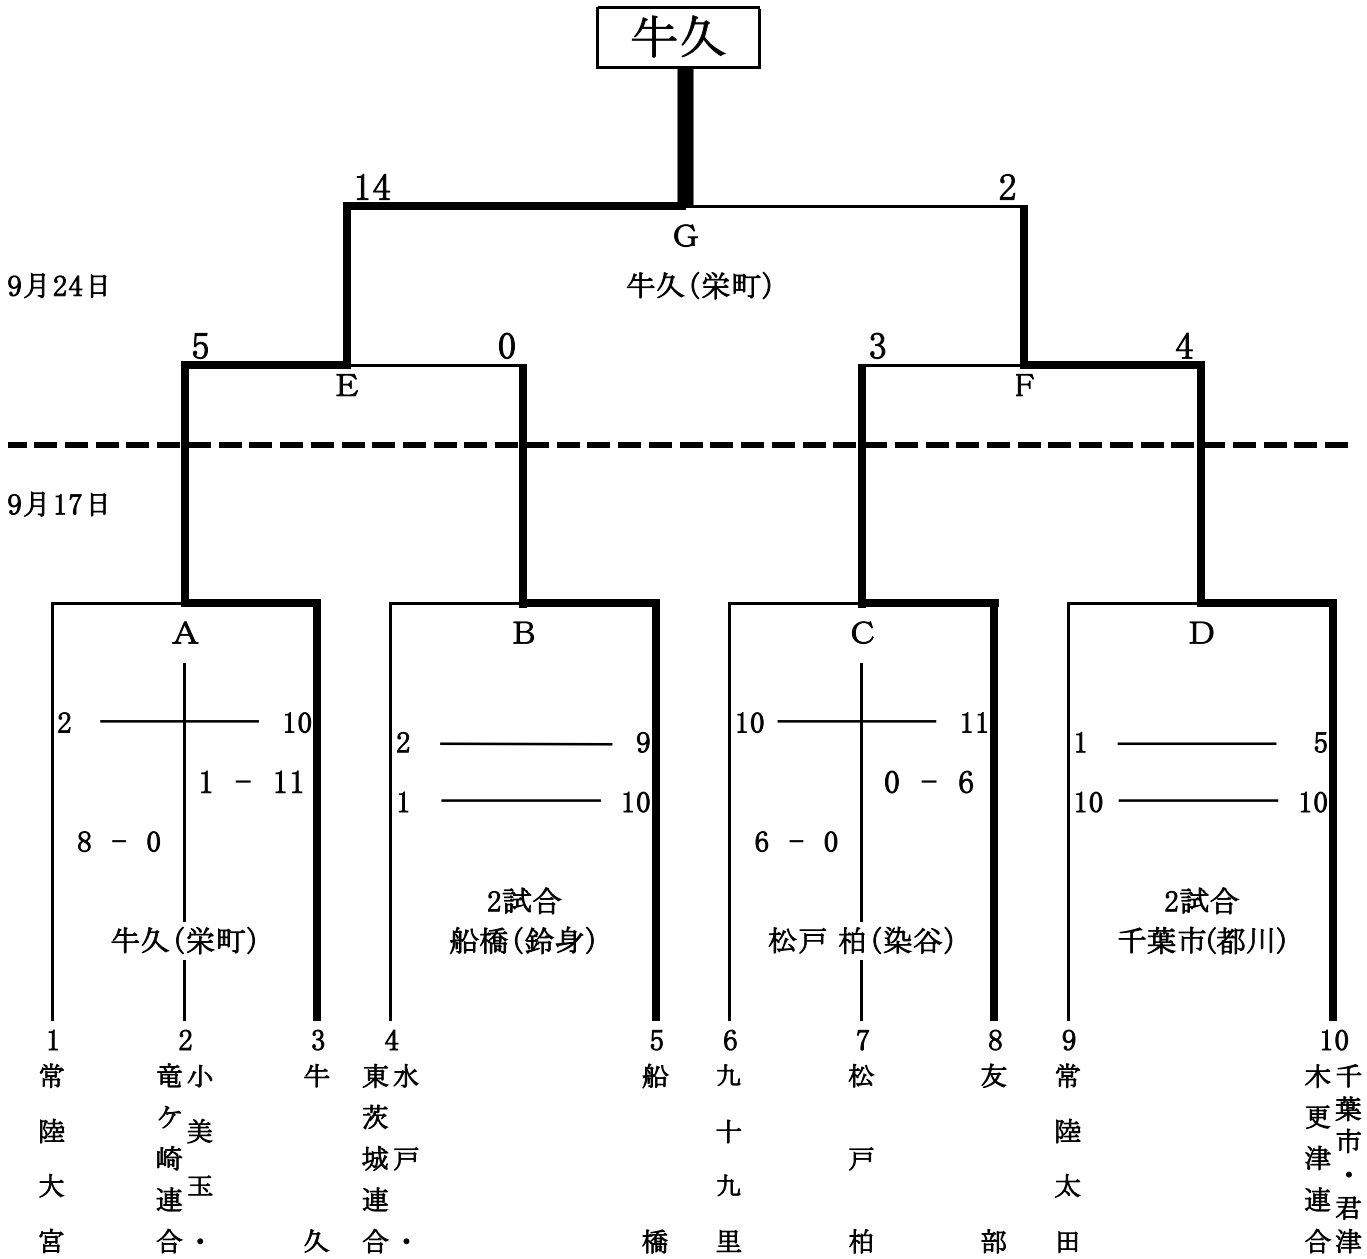 牛久
14
2
G
牛久(栄町)
9月24日
5
0
3
4
E
F
9月17日
A
B
C
D
2
10
2
9
10
11
1
5
1 - 11
0 - 6
1
10
10
10
8 - 0
6 - 0
2試合
2試合
牛久(栄町)
船橋(鈴身)
松戸 柏(染谷)
千葉市(都川)
1
2
3
4
5
6
7
8
9
10
常陸大宮
小美玉・
竜ケ崎連合
牛久
水戸・
東茨城連合
船橋
九十九里
松戸柏
友部
常陸太田
千葉市・君津
木更津連合